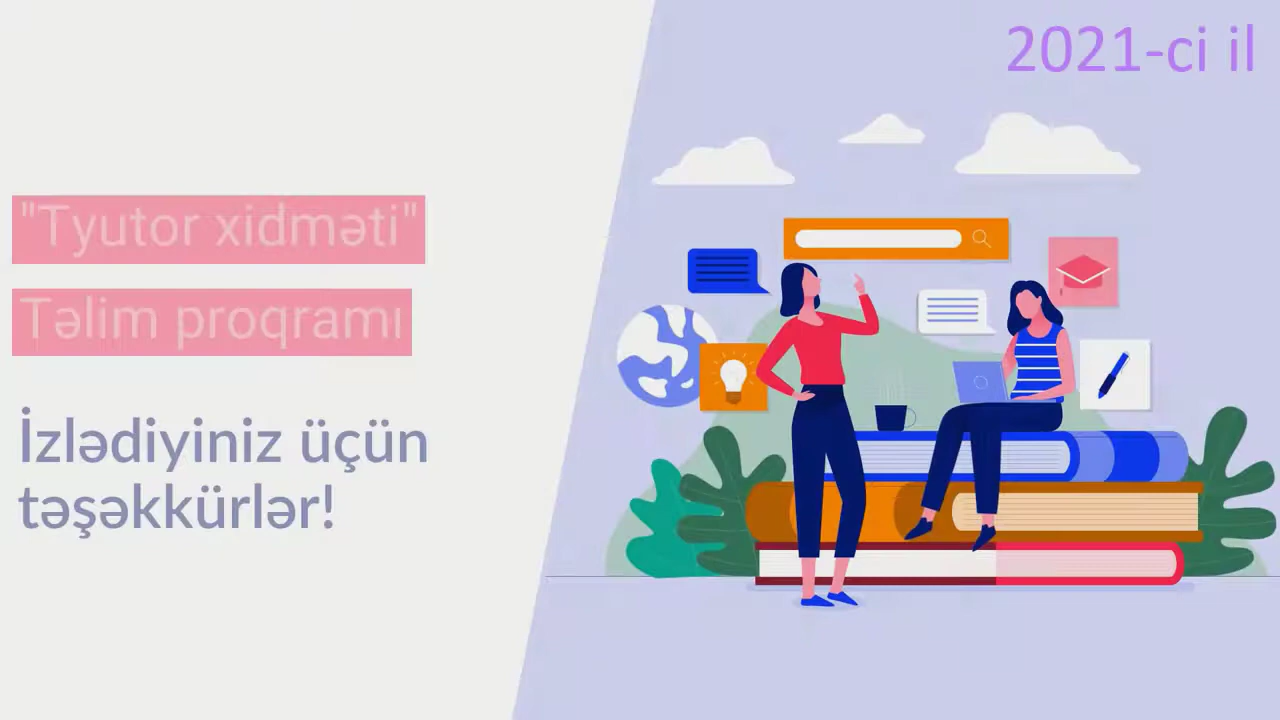 2021-ci il
"Tyutor xidməti"
Təlim proqramı
İzlədiyiniz üçün
təşəkkürlər!